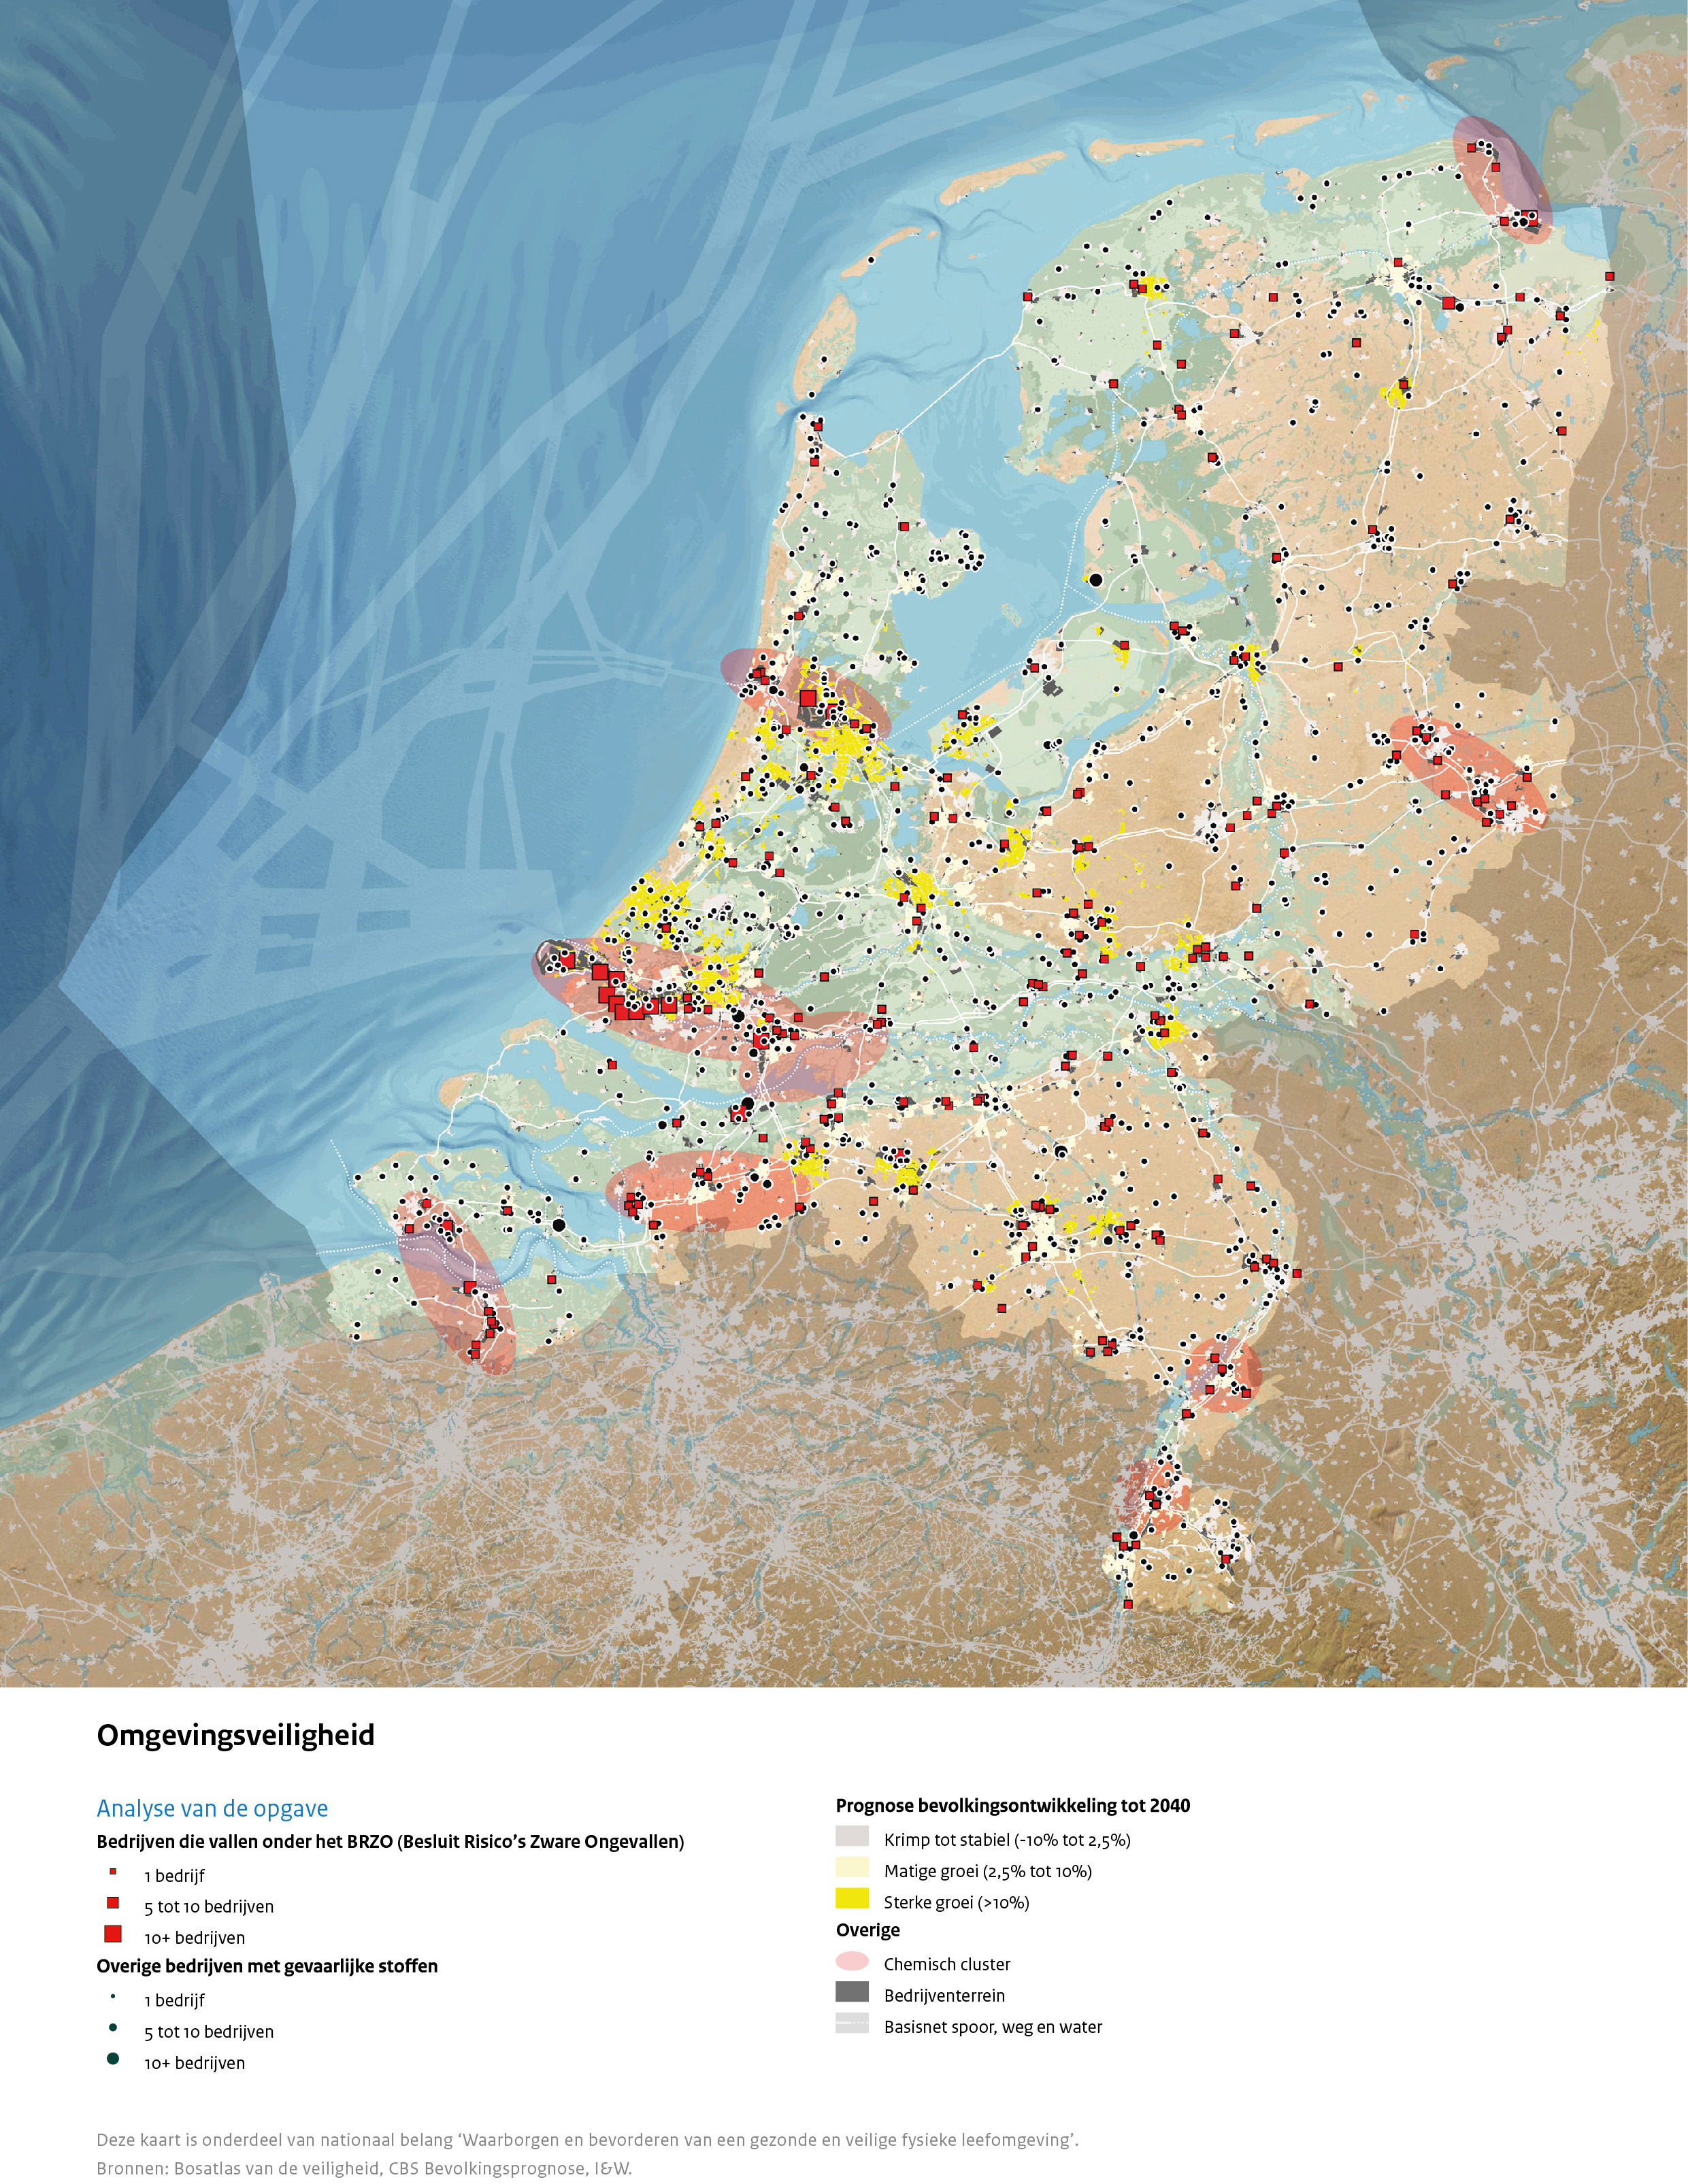 Omgevingsveiligheid
Analyse van de opgave
Bedrijven die vallen onder het BRZO (Besluit Risico's Zware Ongevallen)
1 bedrijf
5 tot 10 bedrijven
10+ bedrijven
Overige bedrijven met gevaarlijke stoffen
1 bedrijf
5 tot 10 bedrijven
10+ bedrijven
Prognose bevolkingsontwikkeling tot 2040
Krimp tot stabiel (-10% tot 2,5%)
Matige groei (2,5% tot 10%)
Sterke groei (>10%)
Overige
Chemisch cluster
Bedrijventerrein
Basisnet spoor, weg en water
Deze kaart is onderdeel van nationaal belang ‘Waarborgen en bevorderen van een gezonde en veilige fysieke leefomgeving’.
Bronnen: Bosatlas van de veiligheid, CBS Bevolkingsprognose, I&W.